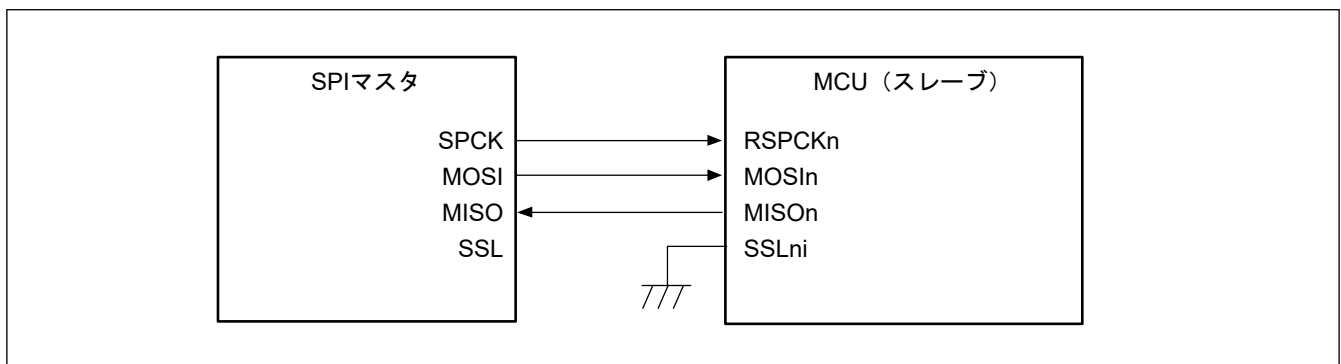 SPIマスタ
MCU（スレーブ）
SPCK
RSPCKn
MOSI
MOSIn
MISO
MISOn
SSL
SSLni